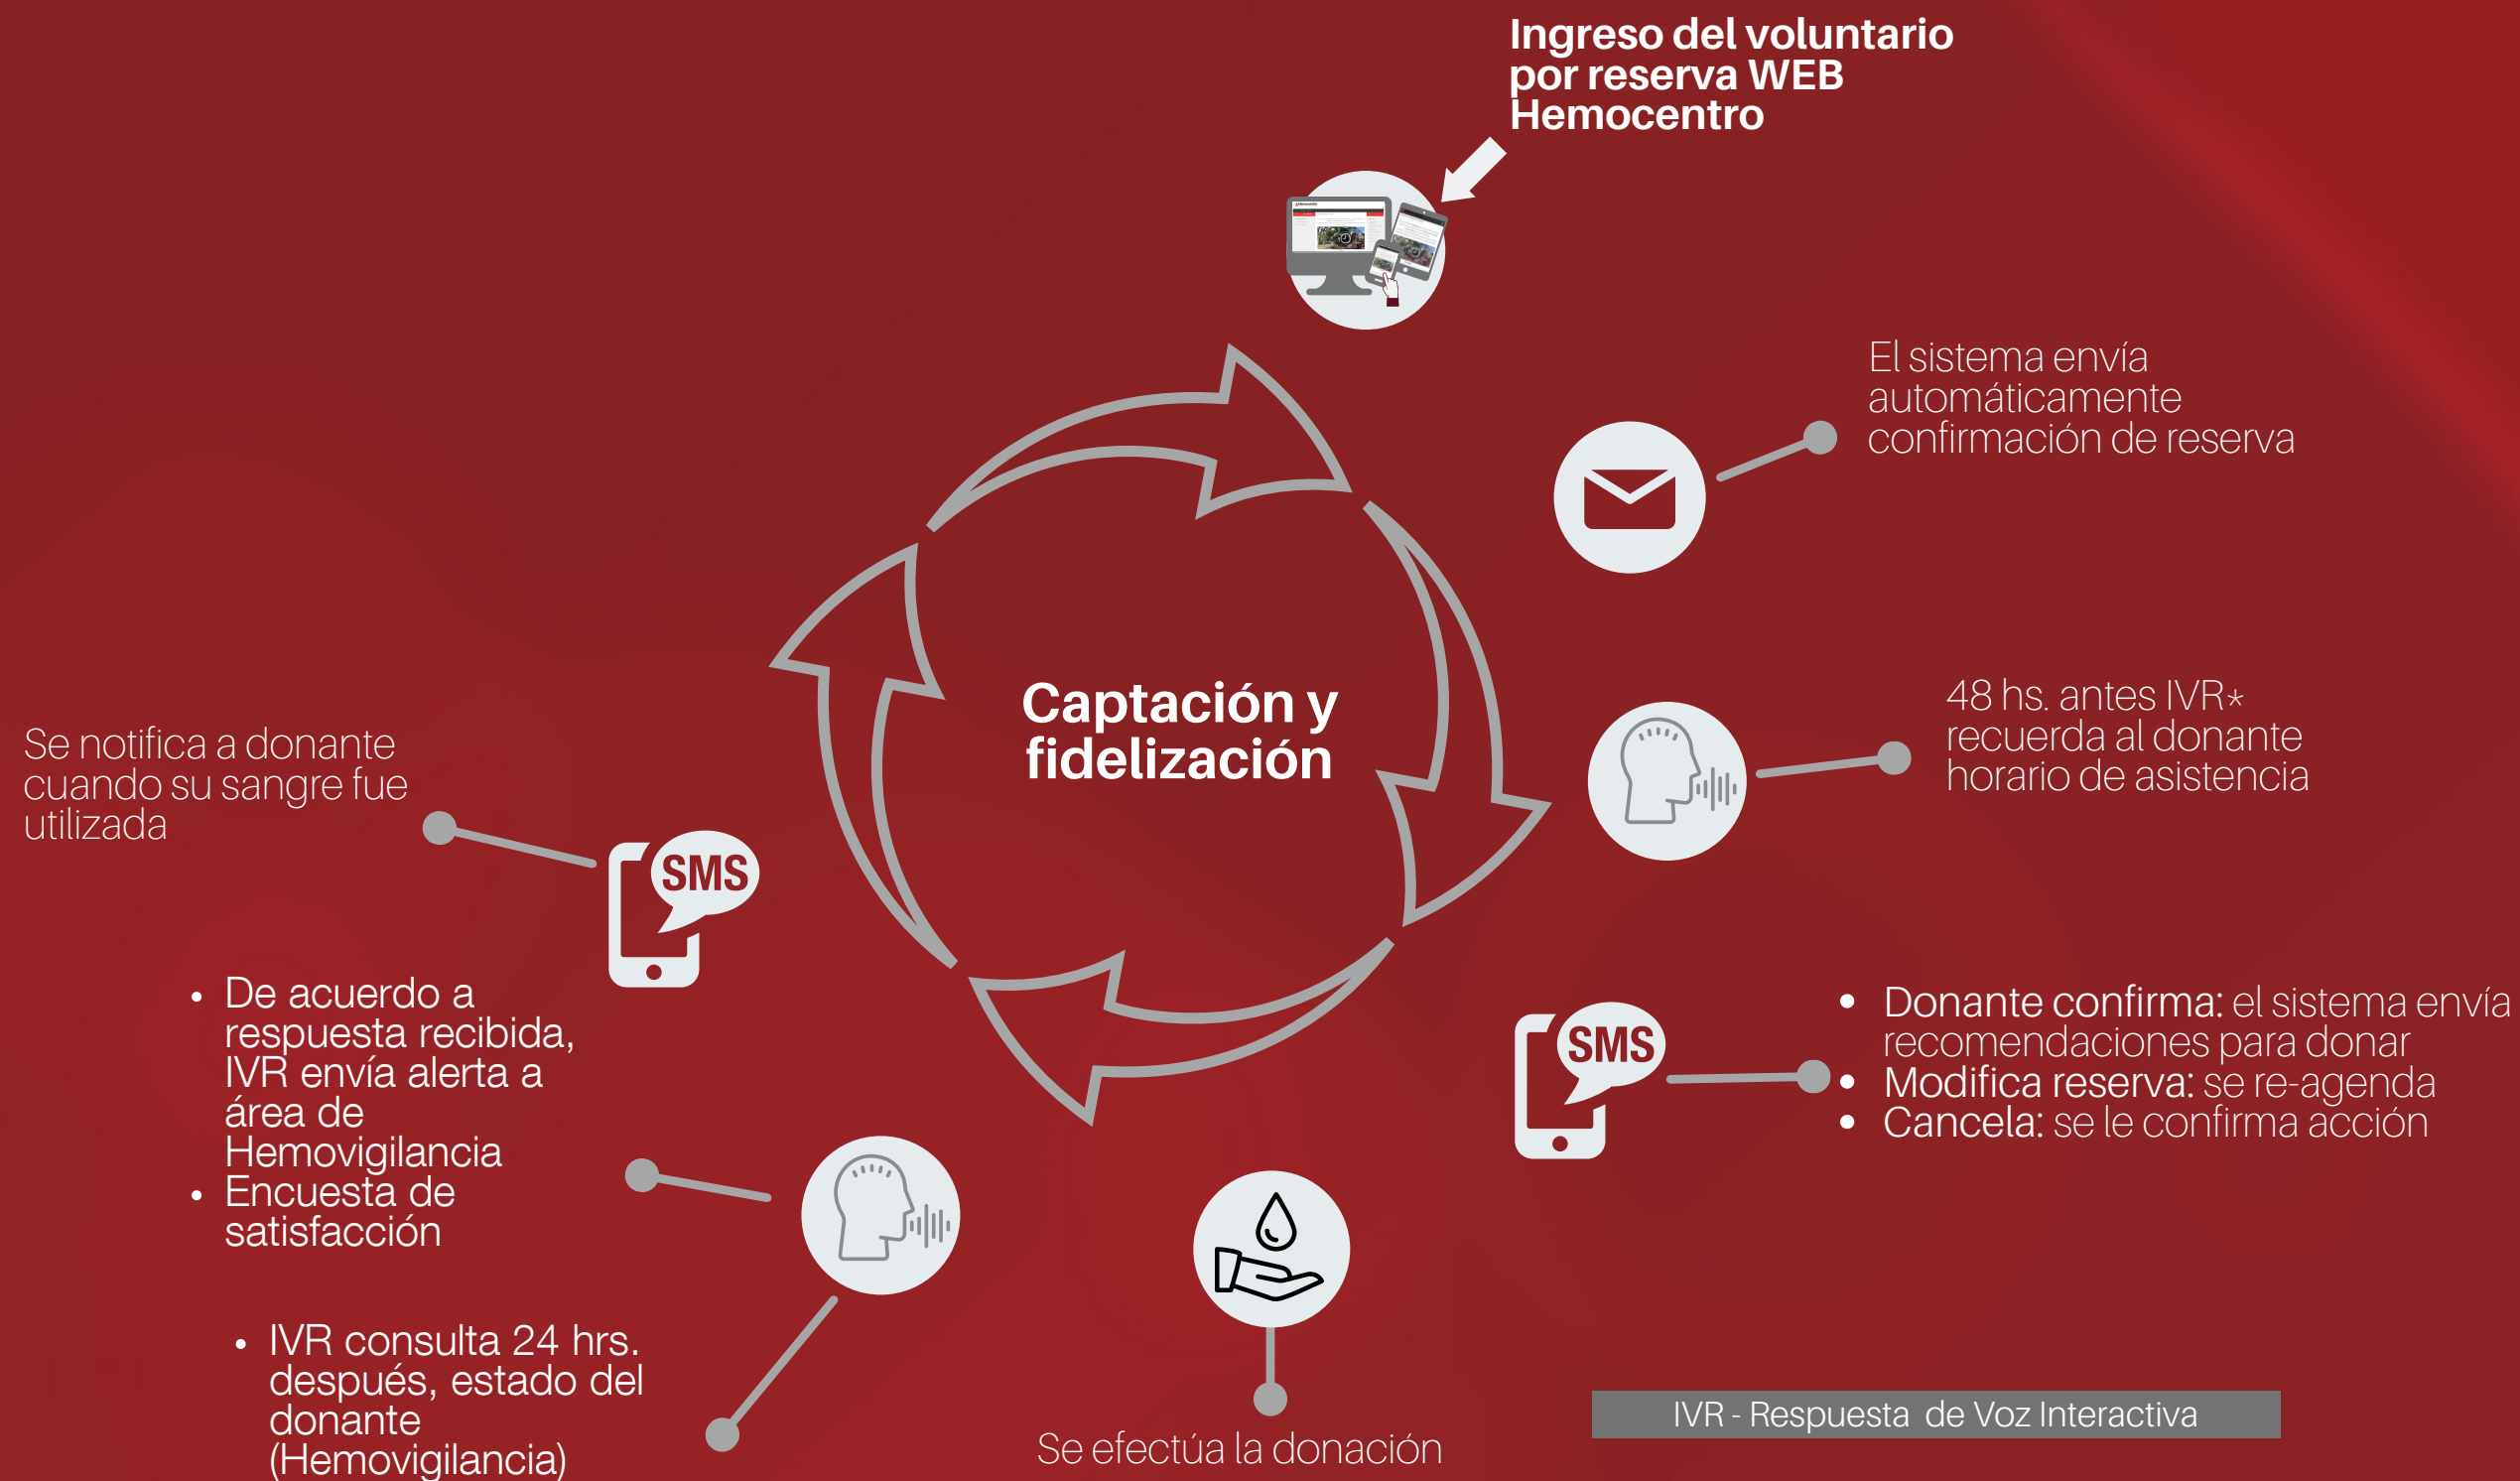 Ingreso del voluntario
por reserva WEB
Hemocentro
El sistema envía
automáticamente
confirmación de reserva
48 hs. antes IVR*
recuerda al donante
horario de asistencia
Captación y
fidelización
Se notifica a donante
cuando su sangre fue
utilizada
SMS
SMS
• Donante confirma: el sistema envía
recomendaciones para donar
• Modifica reserva: se re-agenda
• Cancela: se le confirma acción
• De acuerdo a
respuesta recibida,
IVR envía alerta a
área de
Hemovigilancia
• Encuesta de
satisfacción
• IVR consulta 24 hrs.
después, estado del
donante
(Hemovigilancia)
Se efectúa la donación
IVR - Respuesta de Voz Interactiva